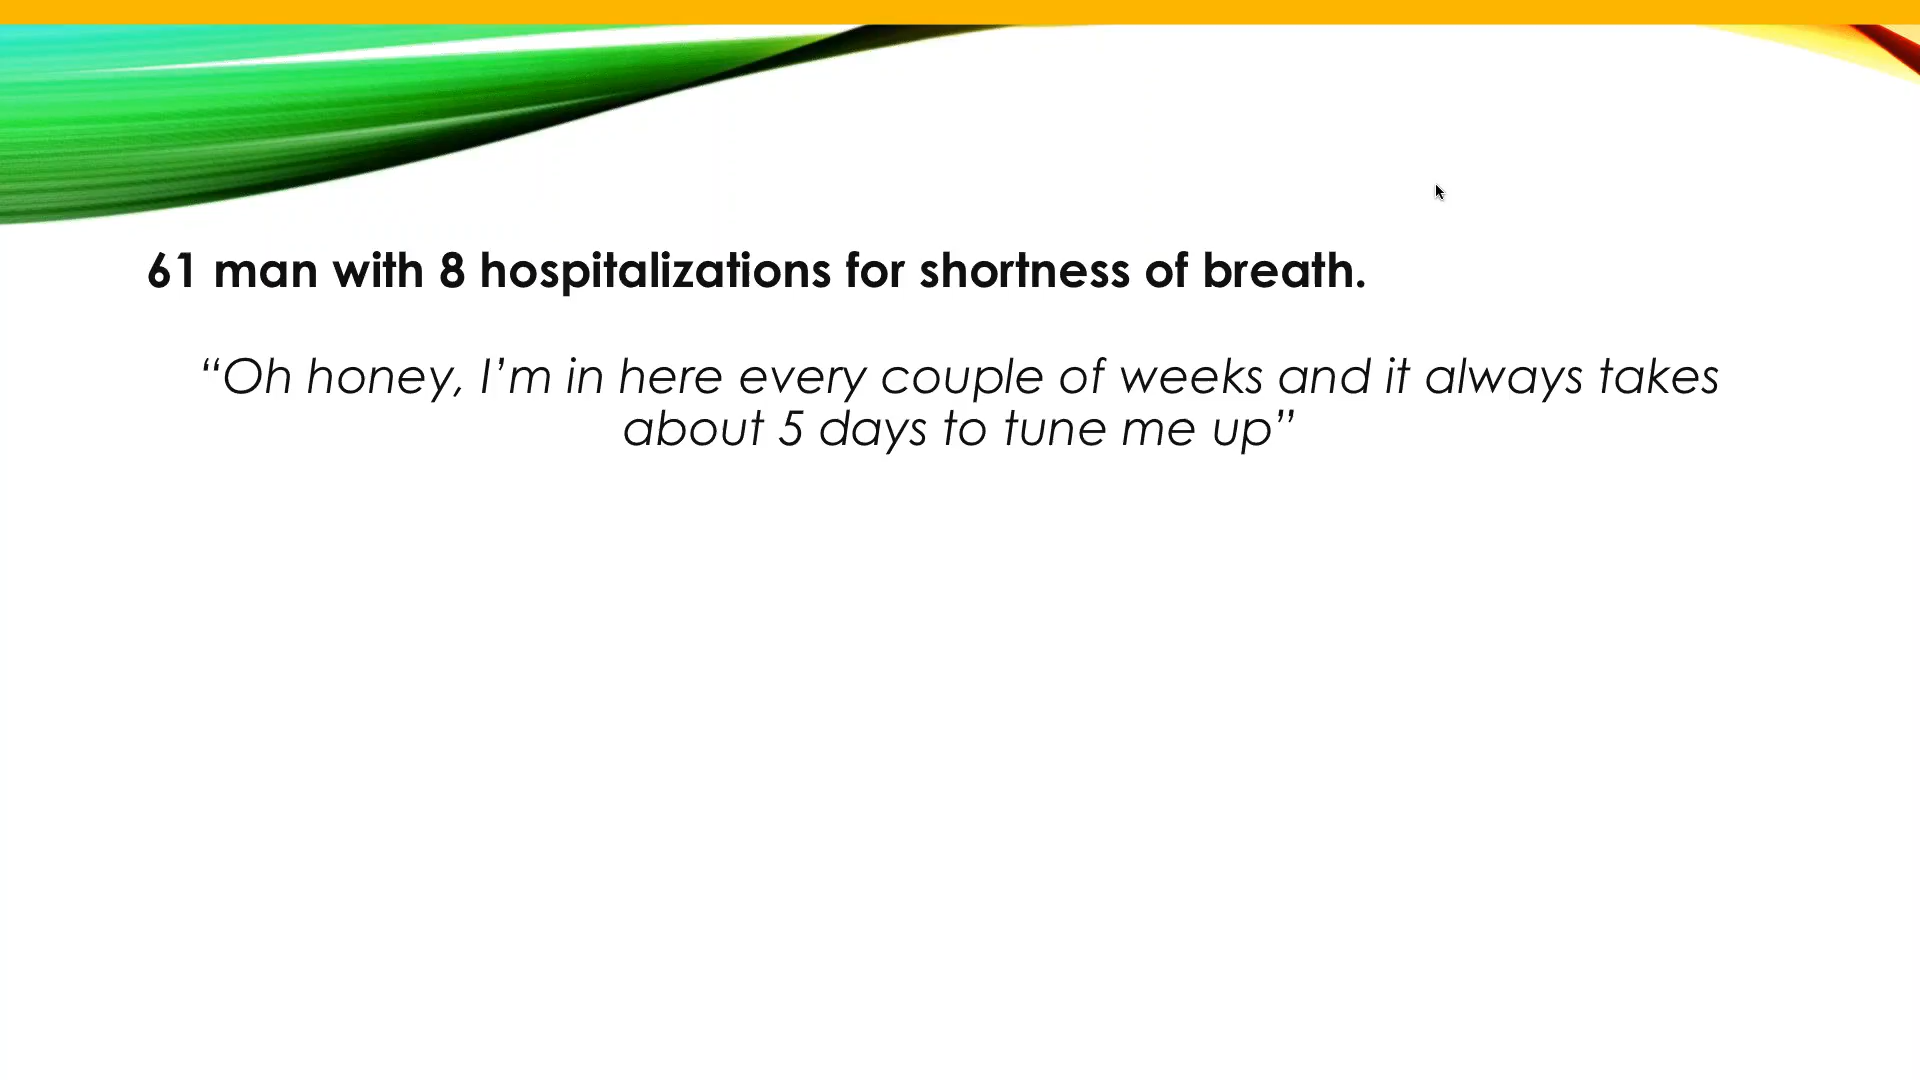 61 man with 8 hospitalizations for shortness of breath.
“Oh honey, I’m in here every couple of weeks and it always takes
about 5 days to tune me up”